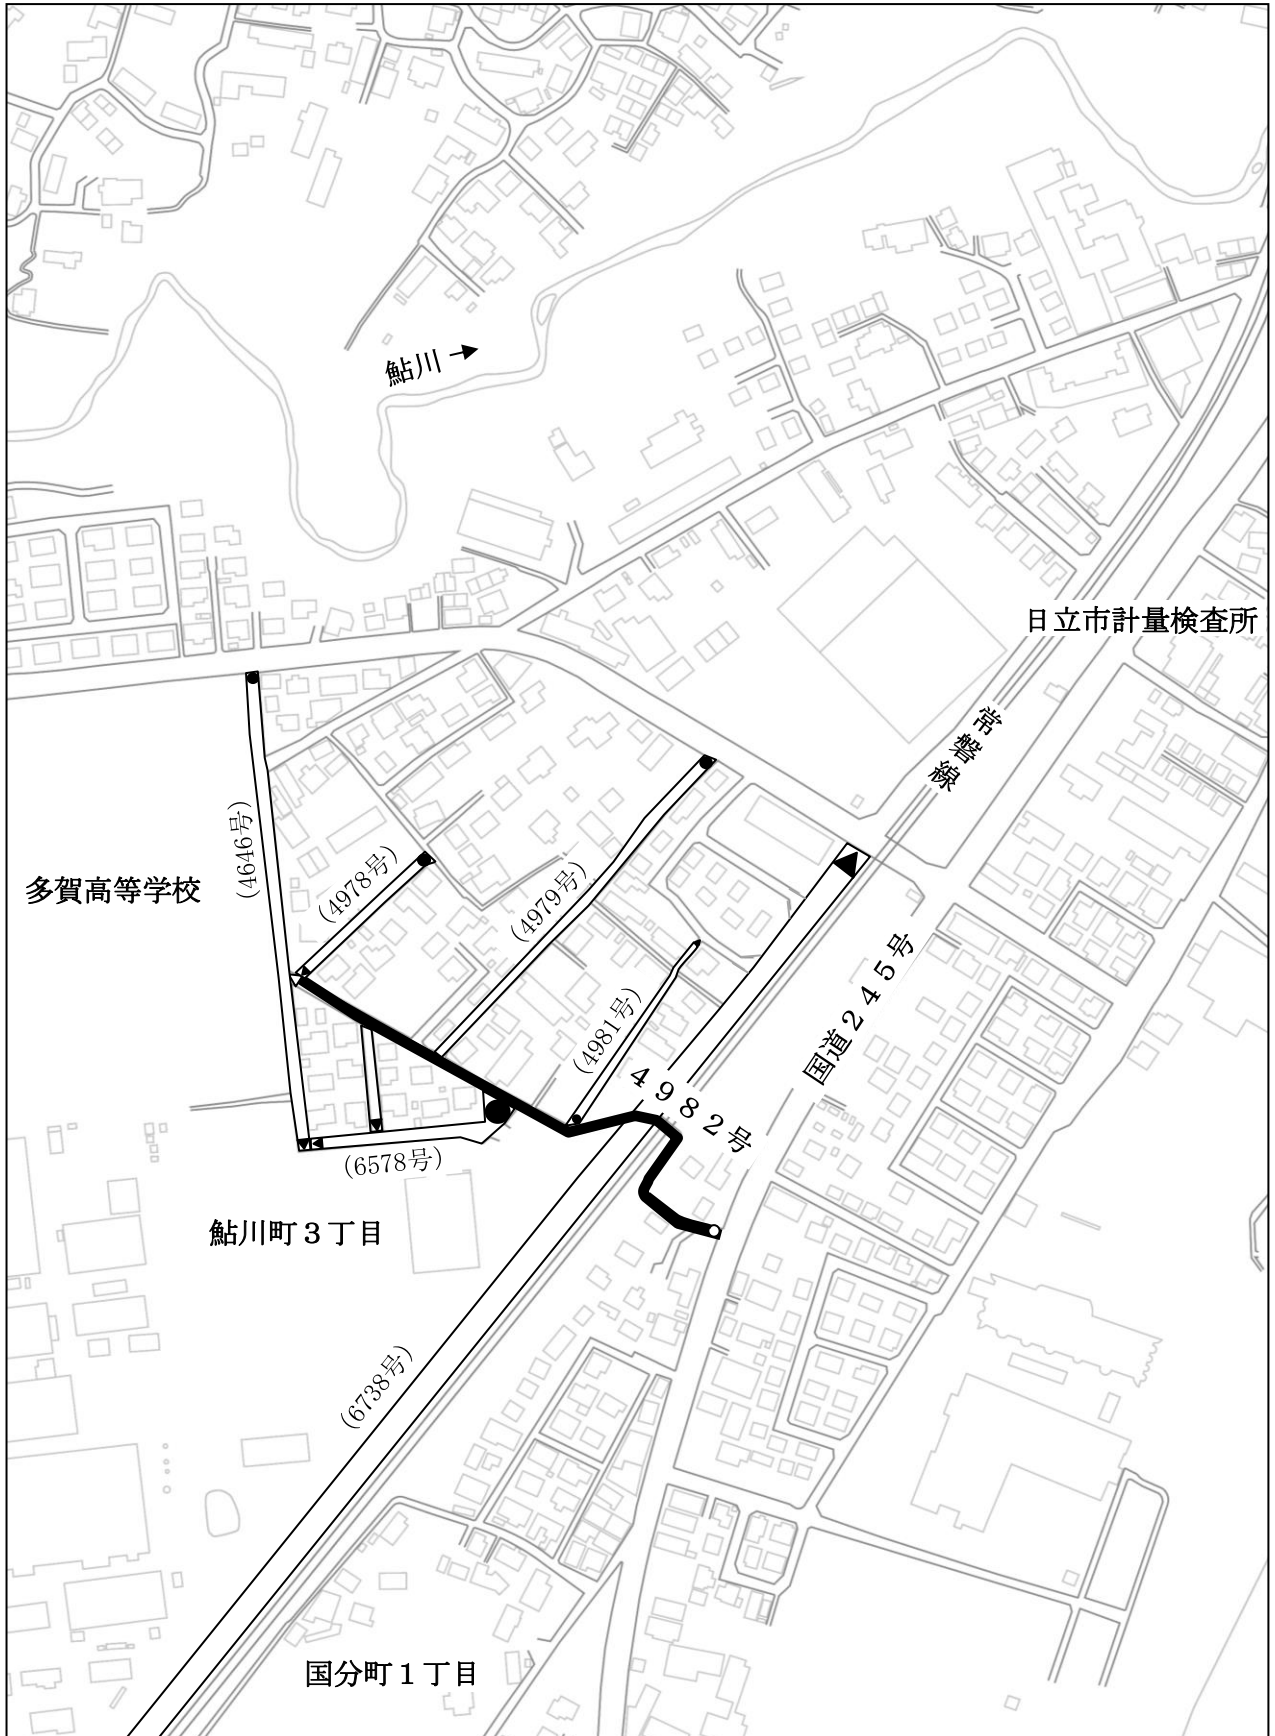 鮎川
日立市計量検査所
常磐線
(4646号)
多賀高等学校
(4978号)
(4979号)
国道２４５号
(4981号)
４９８２号
(6578号)
鮎川町３丁目
(6738号)
国分町１丁目